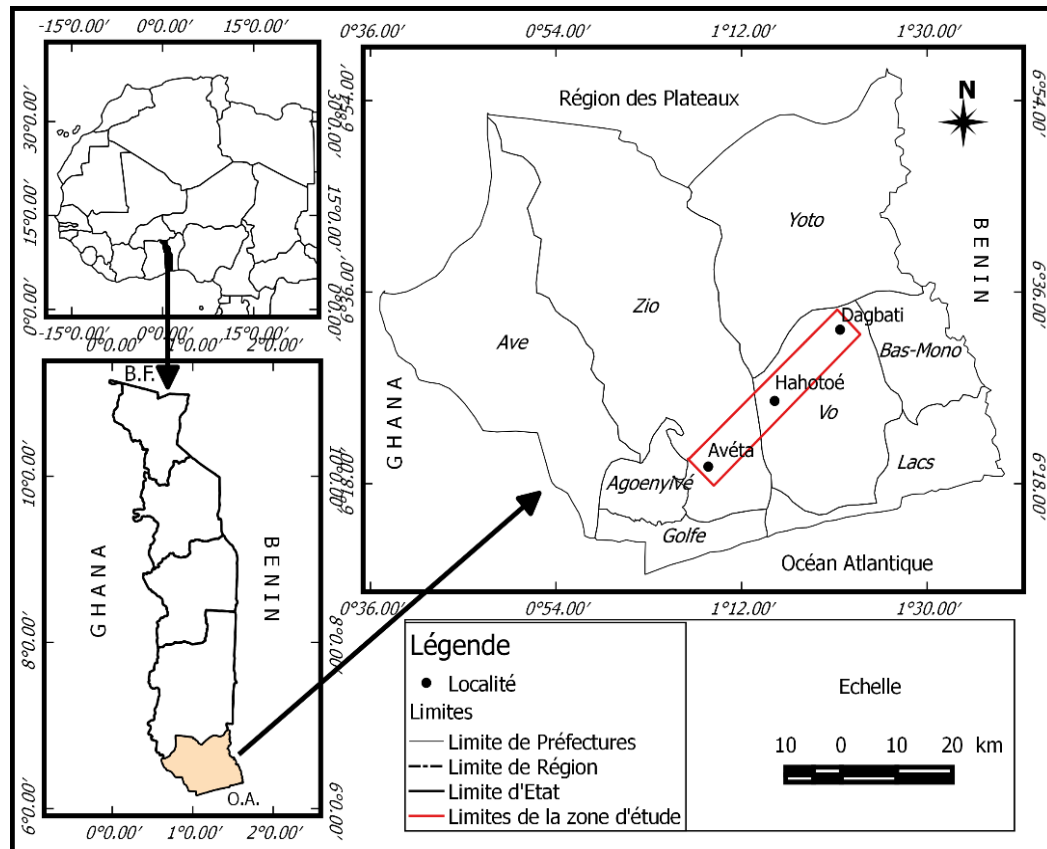 -15°0.00′ 0°0.00′ 15°0.00′
30°0.00′
15°0.00′
0°0.00′
30°0.00′
15°0.00′
0°0.00′
-15°0.00′ 0°0.00′ 15°0.00′
0°0.00′ 1°0.00′ 2°0.00′
B.F.
GHANA
BENIN
O.A.
10°0.00′
8°0.00′
6°0.00′
10°0.00′
8°0.00′
6°0.00′
0°0.00′ 1°0.00′ 2°0.00′
0°36.00′ 0°54.00′ 1°12.00′ 1°30.00′
6°54.00′
6°36.00′
6°18.00′
6°54.00′
6°36.00′
6°18.00′
Région des Plateaux
N
Yoto
BENIN
Zio
Ave
Dagbati
Bas-Mono
Hahotoé
Vo
GHANA
Avéta
Lacs
Agoenyivé
Golfe
Océan Atlantique
0°36.00′ 0°54.00′ 1°12.00′ 1°30.00′
Légende
Localité
Limites
Limite de Préfectures
Limite de Région
Limite d'Etat
Limites de la zone d'étude
Echelle
10 0 10 20 km